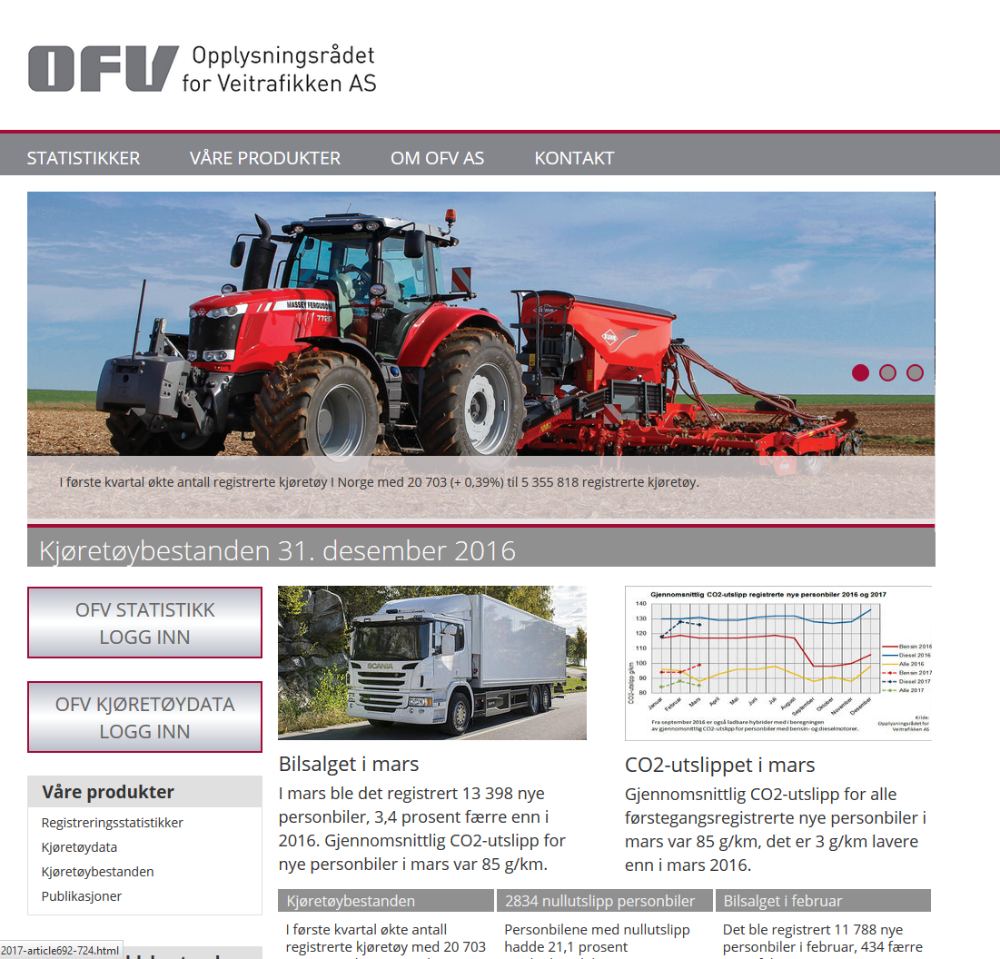 OFV Opplysningsrådet
for Veitrafikken AS
STATISTIKKER VÅRE PRODUKTER OM OFV AS KONTAKT
MASSEY FERGUSON
7726
KUHN
KUHN
I første kvartal økte antall registrerte kjøretøy I Norge med 20 703 (+ 0,39%) til 5 355 818 registrerte kjøretøy.
Kjøretøybestanden 31. desember 2016
OFV STATISTIKK
LOGG INN
OFV KJØRETØYDATA
LOGG INN
Våre produkter
Registreringsstatistikker
Kjøretøydata
Kjøretøybestanden
Publikasjoner
2017-article692-724.html
SCANIA
Bilsalget i mars
I mars ble det registrert 13 398 nye
personbiler, 3,4 prosent færre enn i
2016. Gjennomsnittlig CO2-utslipp for
nye personbiler i mars var 85 g/km.
Gjennomsnittlig CO2-utslipp registrerte nye personbiler 2016 og 2017
CO2-utslipp g/km
140
130
120
110
100
90
80
Januar Februar Mars April Mai Juni Juli August September Oktober November Desember
Bensin 2016
Diesel 2016
Alle 2016
Bensin 2017
Diesel 2017
Alle 2017
Fra september 2016 er også ladbare hybrider med i beregningen
av gjennomsnittlig CO2-utslipp for personbiler med bensin- og dieselmotorer.
Kilde:
Opplysningsrådet for
Veitrafikken AS
CO2-utslippet i mars
Gjennomsnittlig CO2-utslipp for alle
førstegangsregistrerte nye personbiler i
mars var 85 g/km, det er 3 g/km lavere
enn i mars 2016.
Kjøretøybestanden
I første kvartal økte antall
registrerte kjøretøy med 20 703
2834 nullutslipp personbiler
Personbilene med nullutslipp
hadde 21,1 prosent
Bilsalget i februar
Det ble registrert 11 788 nye
personbiler i februar, 434 færre